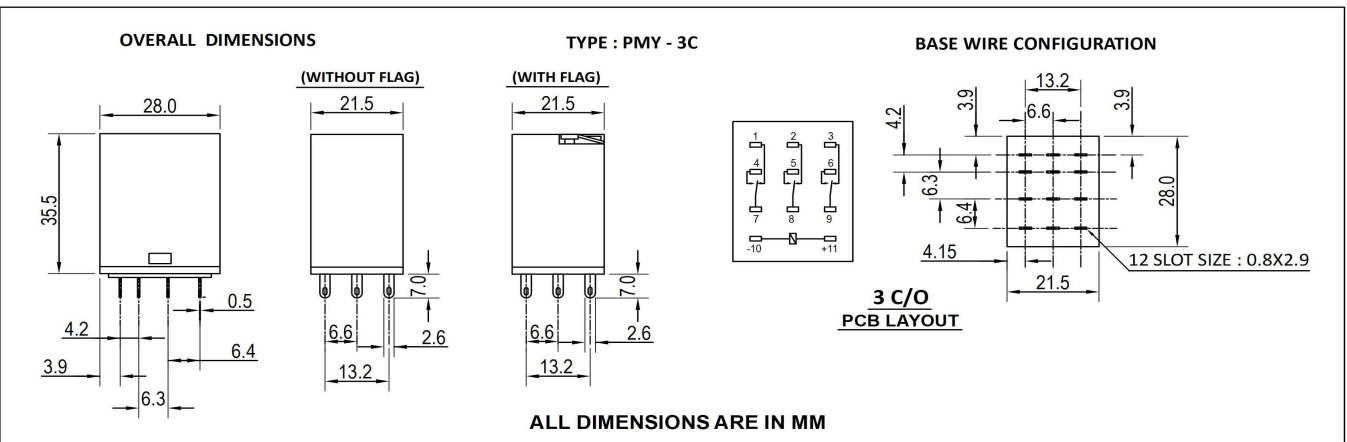 OVERALL DIMENSIONS
TYPE : PMY - 3C
BASE WIRE CONFIGURATION
(WITHOUT FLAG)
(WITH FLAG)
28.0
35.5
0.5
4.2
6.4
3.9
6.3
21.5
7.0
6.6
2.6
13.2
21.5
7.0
6.6
2.6
13.2
1 2 3
4 5 6
7 8 9
-10 +11
13.2
3.9
3.9
6.6
4.2
6.3
6.4
28.0
4.15
21.5
12 SLOT SIZE : 0.8X2.9
3 C/O
PCB LAYOUT
ALL DIMENSIONS ARE IN MM